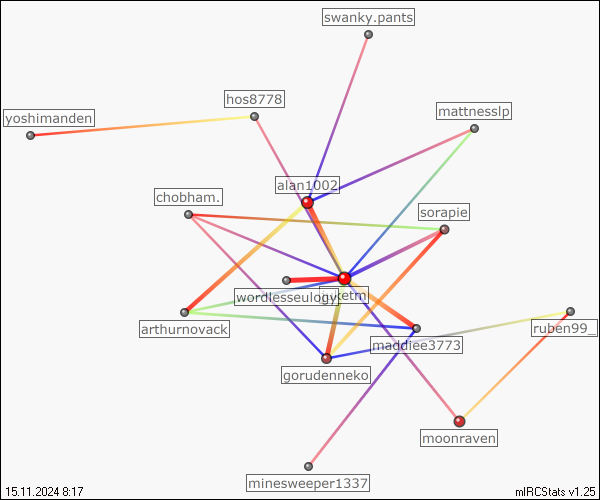 swanky.pants
hos8778
yoshimanden
mattnesslp
alan1002
chobham.
sorapie
wordlesseulogy
arthurnovack
ruben99_
maddiee3773
gorudenneko
moonraven
minesweeper1337
15.11.2024 8:17
mIRCStats v1.25